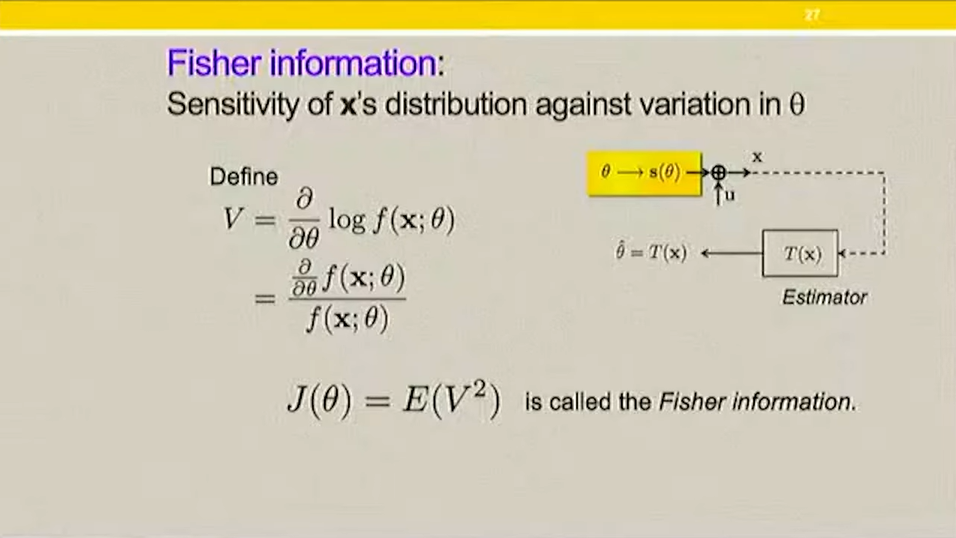 27
Fisher information:
Sensitivity of x's distribution against variation in θ
Define
V = ∂/∂θ log f(x; θ)
= ∂/∂θ f(x; θ) / f(x; θ)
θ → s(θ) ⊕ x
u
θ̂ = T(x) T(x)
Estimator
J(θ) = E(V²) is called the Fisher information.